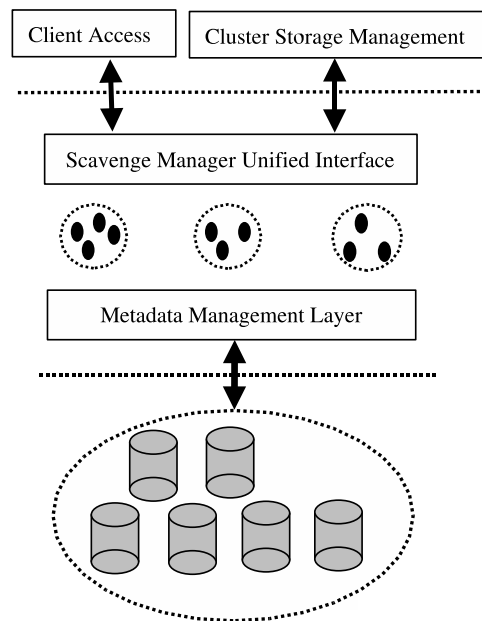 Client Access
Cluster Storage Management
Scavenge Manager Unified Interface
Metadata Management Layer